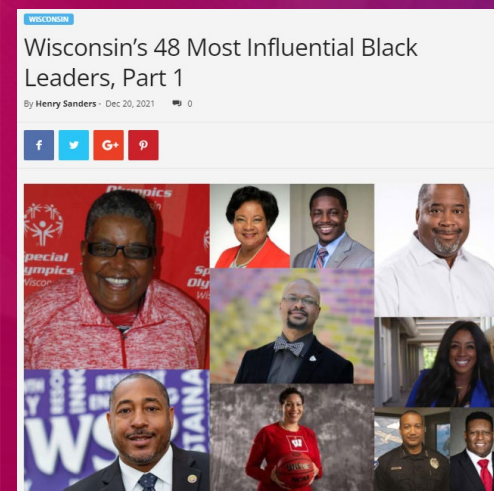 WISCONSIN
Wisconsin's 48 Most Influential Black
Leaders, Part 1
By Henry Sanders - Dec 20, 2021 0
f G+
Olympics
Special
Olympics
W